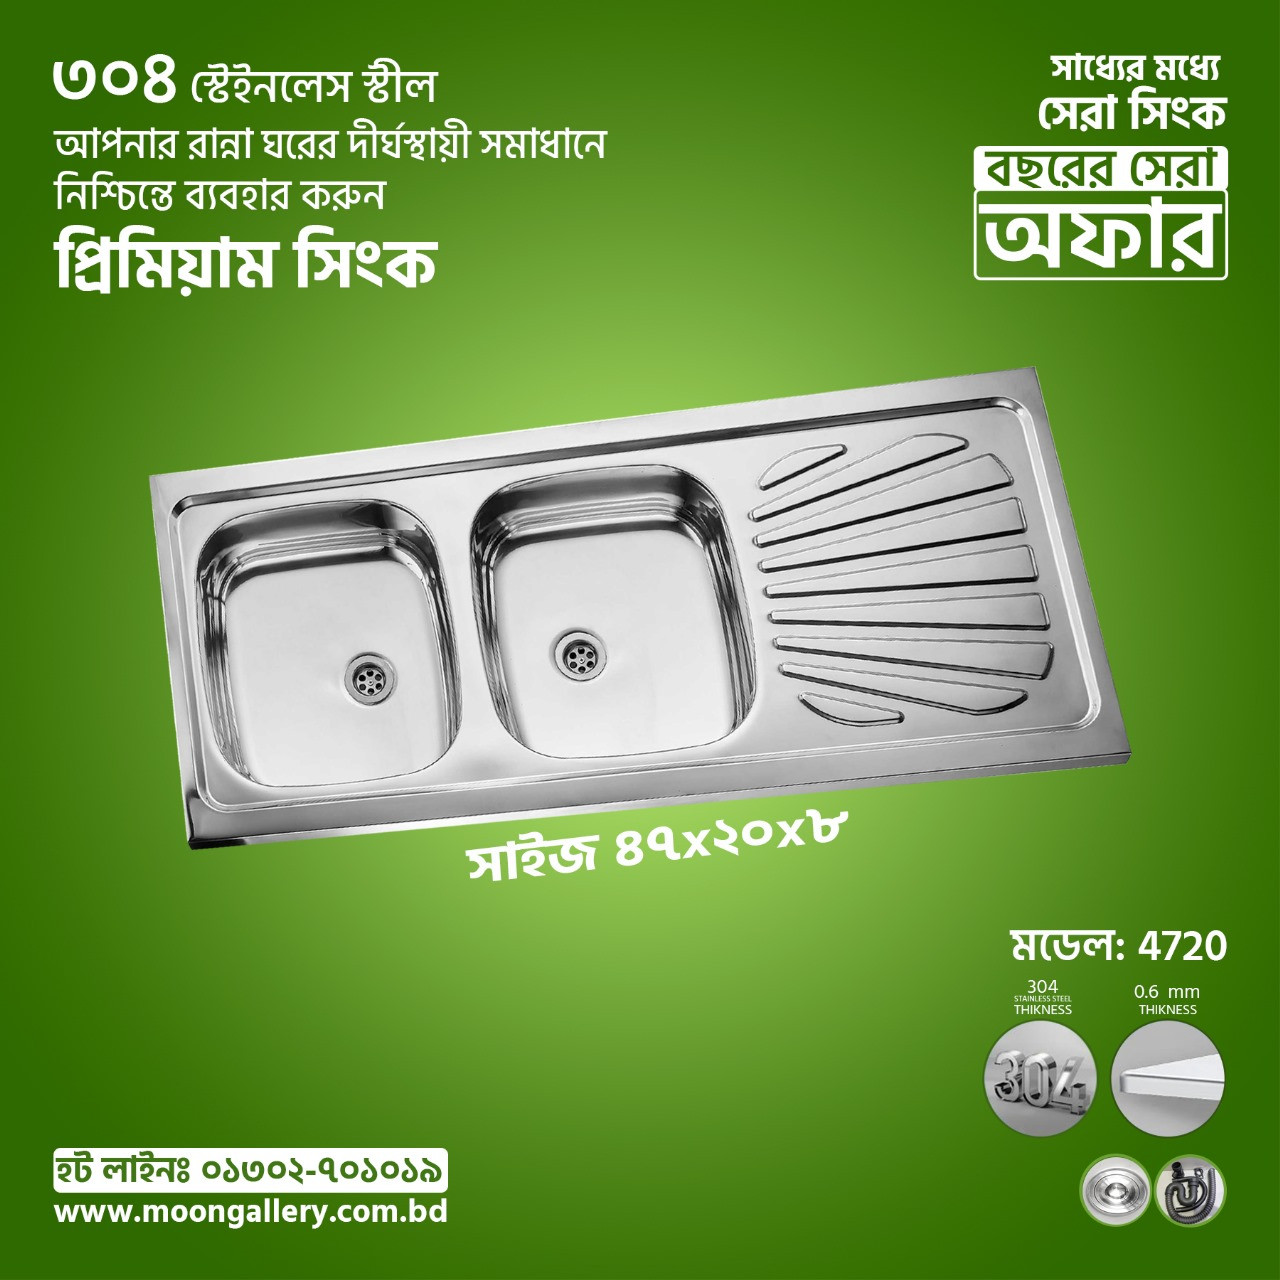 ৩০৪ স্টেইনলেস স্টীল
আপনার রান্না ঘরের দীর্ঘস্থায়ী সমাধানে
নিশ্চিন্তে ব্যবহার করুন
প্রিমিয়াম সিংক
সাধ্যের মধ্যে
সেরা সিংক
বছরের সেরা
অফার
সাইজ ৪৭x২০x৮
মডেল: 4720
304
STAINLESS STEEL
THIKNESS
0.6 mm
THIKNESS
304
হট লাইনঃ ০১৩০২-৭০১০১৯
www.moongallery.com.bd